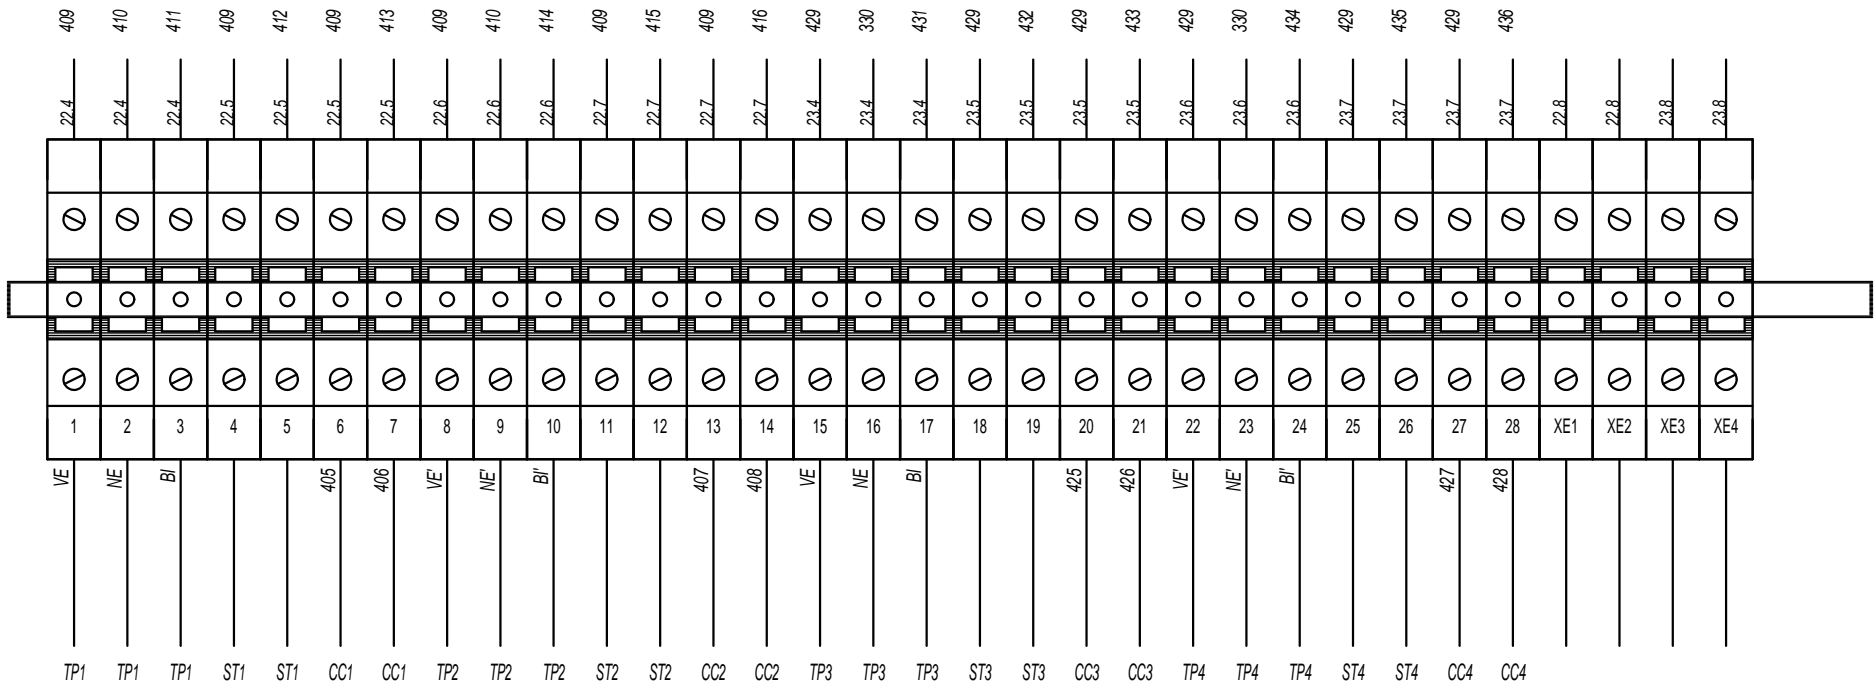 409 410 411 409 412 409 413 409 410 414 409 415 409 416 429 330 431 429 432 429 433 429 330 434 429 435 429 436
22.4 22.4 22.4 22.5 22.5 22.5 22.5 22.6 22.6 22.6 22.7 22.7 22.7 22.7 23.4 23.4 23.4 23.5 23.5 23.5 23.5 23.6 23.6 23.6 23.7 23.7 23.7 23.7 22.8 22.8 23.8 23.8
1 2 3 4 5 6 7 8 9 10 11 12 13 14 15 16 17 18 19 20 21 22 23 24 25 26 27 28 XE1 XE2 XE3 XE4
VE NE BI 405 406 VE' NE' BI' 407 408 VE NE BI 425 426 VE' NE' BI' 427 428
TP1 TP1 TP1 ST1 ST1 CC1 CC1 TP2 TP2 TP2 ST2 ST2 CC2 CC2 TP3 TP3 TP3 ST3 ST3 CC3 CC3 TP4 TP4 TP4 ST4 ST4 CC4 CC4